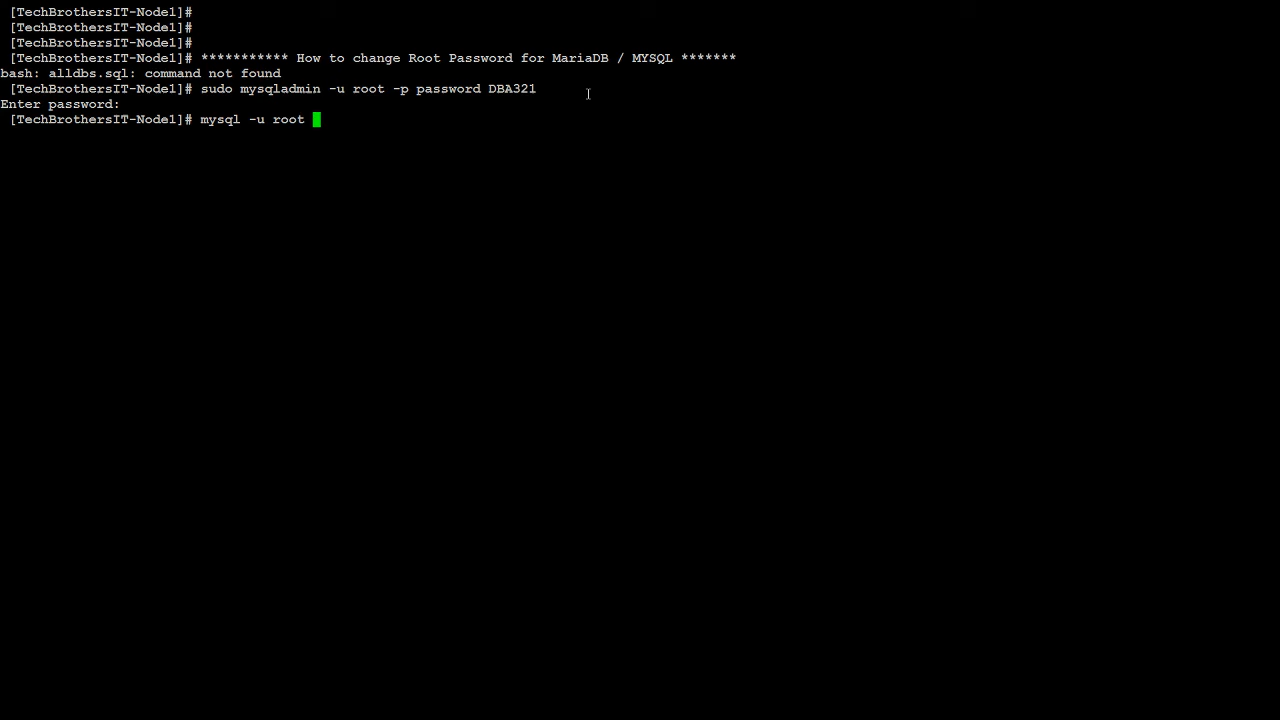 [TechBrothersIT-Node1]#
[TechBrothersIT-Node1]#
[TechBrothersIT-Node1]#
[TechBrothersIT-Node1]# *********** How to change Root Password for MariaDB / MYSQL *******
bash: alldbs.sql: command not found
[TechBrothersIT-Node1]# sudo mysqladmin -u root -p password DBA321
Enter password:
[TechBrothersIT-Node1]# mysql -u root